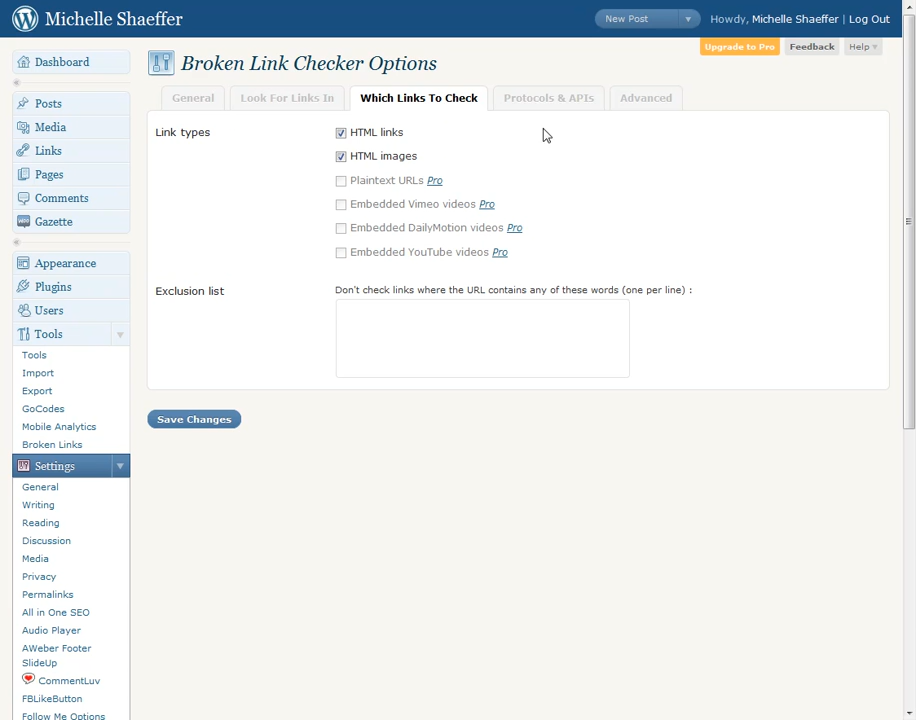 Michelle Shaeffer
New Post
Howdy, Michelle Shaeffer | Log Out
Upgrade to Pro
Feedback
Help
Broken Link Checker Options
General
Look For Links In
Which Links To Check
Protocols & APIs
Advanced
Dashboard
Posts
Media
Links
Pages
Comments
Gazette
Appearance
Plugins
Users
Tools
Tools
Import
Export
GoCodes
Mobile Analytics
Broken Links
Settings
General
Writing
Reading
Discussion
Media
Privacy
Permalinks
All in One SEO
Audio Player
AWeber Footer
SlideUp
CommentLuv
FBLikeButton
Follow Me Options
Link types
HTML links
HTML images
Plaintext URLs Pro
Embedded Vimeo videos Pro
Embedded DailyMotion videos Pro
Embedded YouTube videos Pro
Exclusion list
Don't check links where the URL contains any of these words (one per line) :
Save Changes